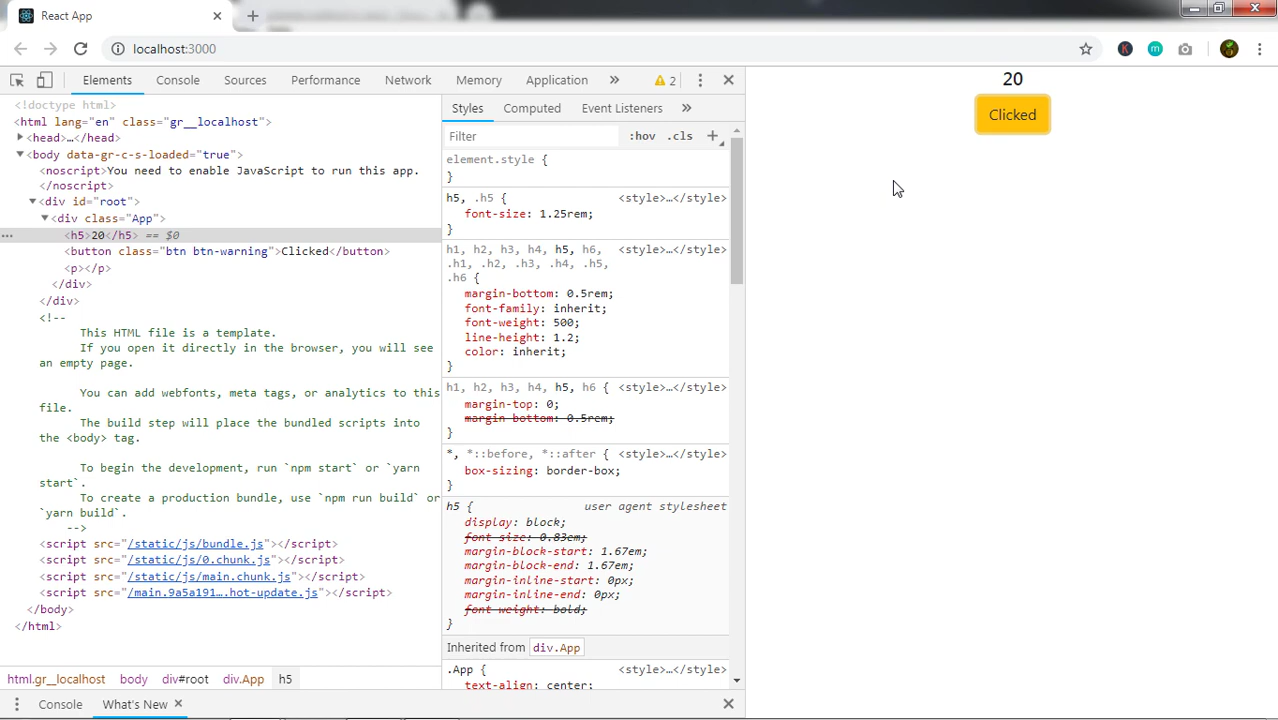 React App
localhost:3000
Elements Console Sources Performance Network Memory Application » 2
<!doctype html>
<html lang="en" class="gr__localhost">
<head>…</head>
<body data-gr-c-s-loaded="true">
<noscript>You need to enable JavaScript to run this app.
</noscript>
<div id="root">
<div class="App">
<h5>20</h5> == $0
<button class="btn btn-warning">Clicked</button>
<p></p>
</div>
</div>
<!--
This HTML file is a template.
If you open it directly in the browser, you will see
an empty page.
You can add webfonts, meta tags, or analytics to this
file.
The build step will place the bundled scripts into
the <body> tag.
To begin the development, run `npm start` or `yarn
start`.
To create a production bundle, use `npm run build` or
`yarn build`.
-->
<script src="/static/js/bundle.js"></script>
<script src="/static/js/0.chunk.js"></script>
<script src="/static/js/main.chunk.js"></script>
<script src="/main.9a5a191….hot-update.js"></script>
</body>
</html>
html.gr__localhost body div#root div.App h5
Styles Computed Event Listeners »
Filter :hov .cls +
element.style {
}
h5, .h5 { <style>…</style>
font-size: 1.25rem;
}
h1, h2, h3, h4, h5, h6, <style>…</style>
.h1, .h2, .h3, .h4, .h5,
.h6 {
margin-bottom: 0.5rem;
font-family: inherit;
font-weight: 500;
line-height: 1.2;
color: inherit;
}
h1, h2, h3, h4, h5, h6 { <style>…</style>
margin-top: 0;
margin-bottom: 0.5rem;
}
*, *::before, *::after { <style>…</style>
box-sizing: border-box;
}
h5 { user agent stylesheet
display: block;
font-size: 0.83em;
margin-block-start: 1.67em;
margin-block-end: 1.67em;
margin-inline-start: 0px;
margin-inline-end: 0px;
font-weight: bold;
}
Inherited from div.App
.App { <style>…</style>
text-align: center;
Console What's New
20
Clicked